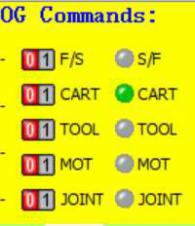 OG Commands:
- 0 1 F/S S/F
- 0 1 CART CART
- 0 1 TOOL TOOL
- 0 1 MOT MOT
- 0 1 JOINT JOINT